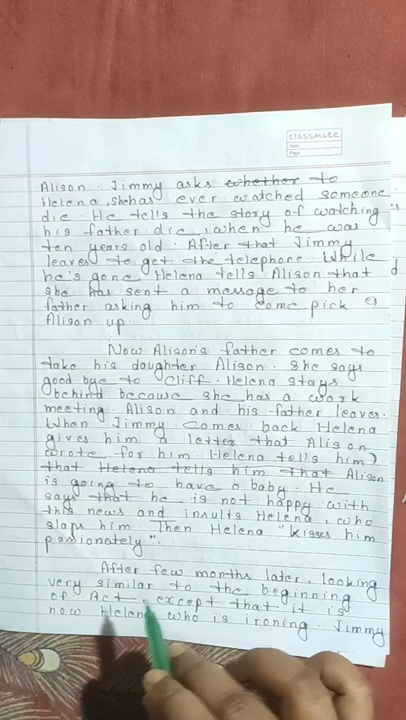 classmate
Date
Page
Alison. Jimmy asks whether to
Helena, she has ever watched someone
die. He tells the story of watching
his father die, when he was
ten years old. After that Jimmy
leaves to get the telephone. While
he's gone Helena tells Alison that
she has sent a message to her
father asking him to come pick
Alison up.
Now Alison's father comes to
take his daughter Alison. She says
good bye to Cliff. Helena stays
behind because she has a work
meeting. Alison and his father leaves.
When Jimmy comes back Helena
gives him a letter that Alison
wrote for him. Helena tells him)
that Helena tells him that Alison
is going to have a baby. He
says that he is not happy with
this news and insults Helena, who
slaps him. Then Helena "kisses him
passionately".
After few months later, looking
very similar to the beginning
of Act, except that it is
now Helena who is ironing. Jimmy